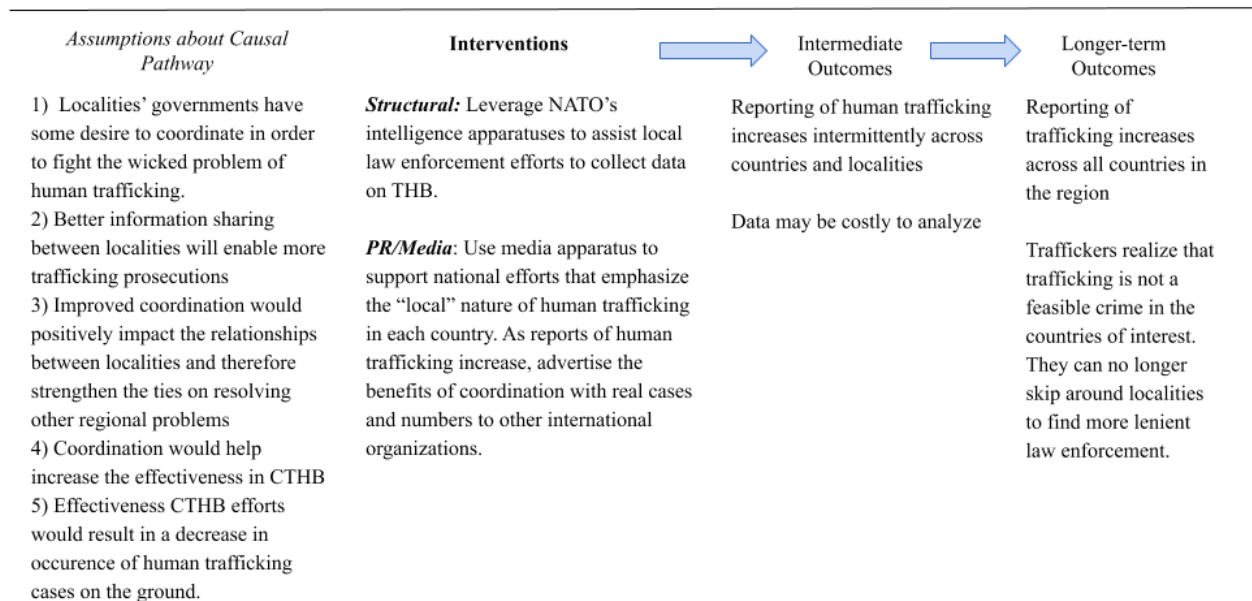 Assumptions about Causal
Pathway
1) Localities' governments have
some desire to coordinate in order
to fight the wicked problem of
human trafficking.
2) Better information sharing
between localities will enable more
trafficking prosecutions
3) Improved coordination would
positively impact the relationships
between localities and therefore
strengthen the ties on resolving
other regional problems
4) Coordination would help
increase the effectiveness in CTHB
5) Effectiveness CTHB efforts
would result in a decrease in
occurence of human trafficking
cases on the ground.
Interventions
Structural: Leverage NATO's
intelligence apparatuses to assist local
law enforcement efforts to collect data
on THB.
PR/Media: Use media apparatus to
support national efforts that emphasize
the “local” nature of human trafficking
in each country. As reports of human
trafficking increase, advertise the
benefits of coordination with real cases
and numbers to other international
organizations.
Intermediate
Outcomes
Reporting of human trafficking
increases intermittently across
countries and localities
Data may be costly to analyze
Longer-term
Outcomes
Reporting of
trafficking increases
across all countries in
the region
Traffickers realize that
trafficking is not a
feasible crime in the
countries of interest.
They can no longer
skip around localities
to find more lenient
law enforcement.